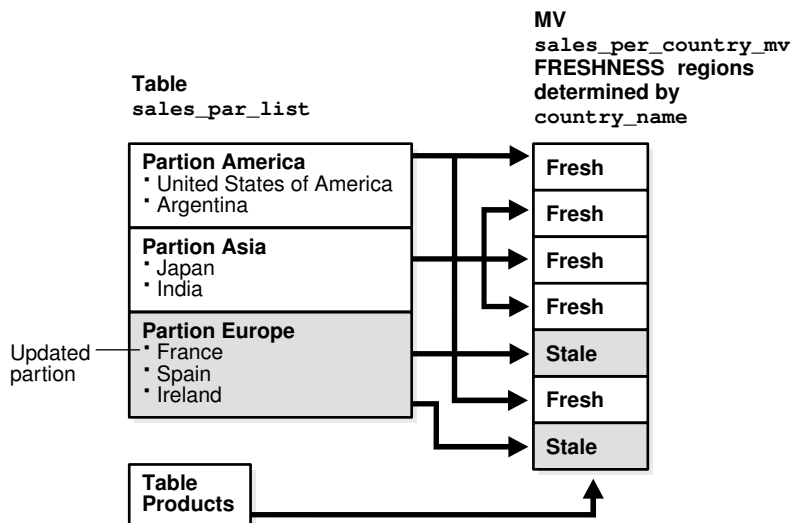 MV
sales_per_country_mv
FRESHNESS regions
determined by
country_name
Table
sales_par_list
Partion America
· United States of America
· Argentina
Partion Asia
· Japan
· India
Partion Europe
· France
· Spain
· Ireland
Updated
partion
Fresh
Fresh
Fresh
Fresh
Stale
Fresh
Stale
Table
Products